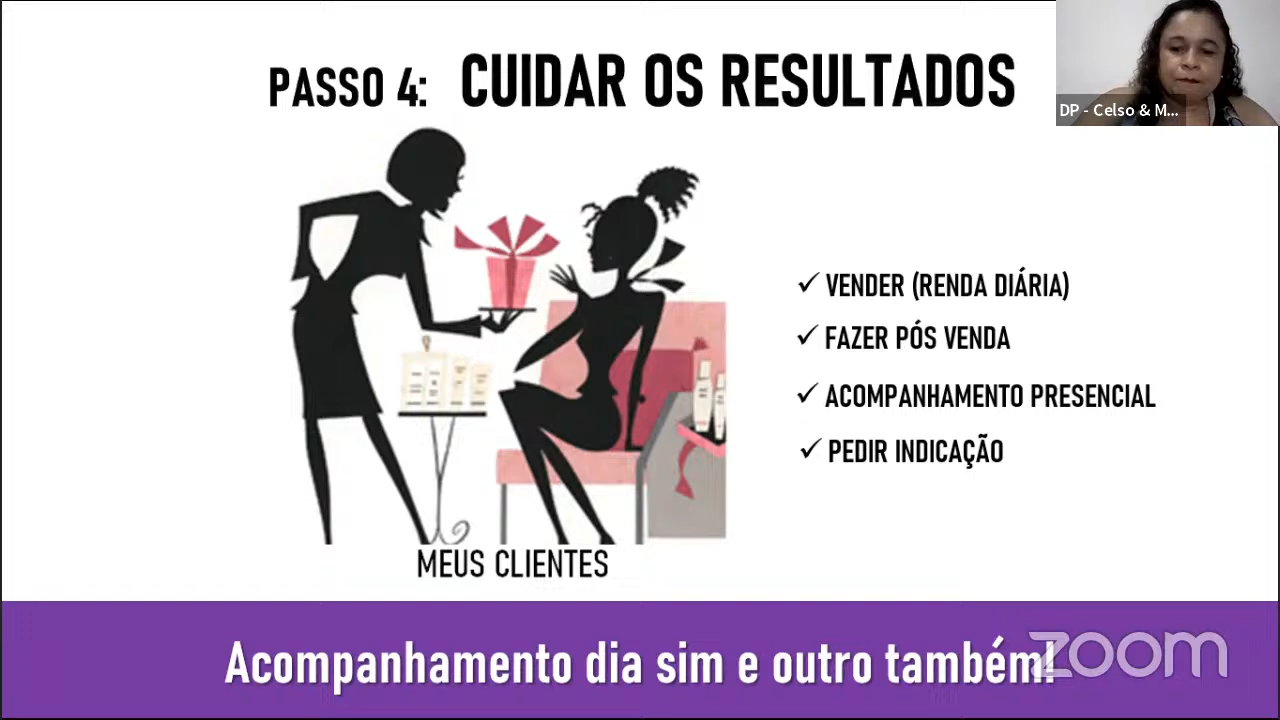 PASSO 4: CUIDAR OS RESULTADOS
DP - Celso & M...
✓ VENDER (RENDA DIÁRIA)
✓ FAZER PÓS VENDA
✓ ACOMPANHAMENTO PRESENCIAL
✓ PEDIR INDICAÇÃO
MEUS CLIENTES
Acompanhamento dia sim e outro também!
zoom